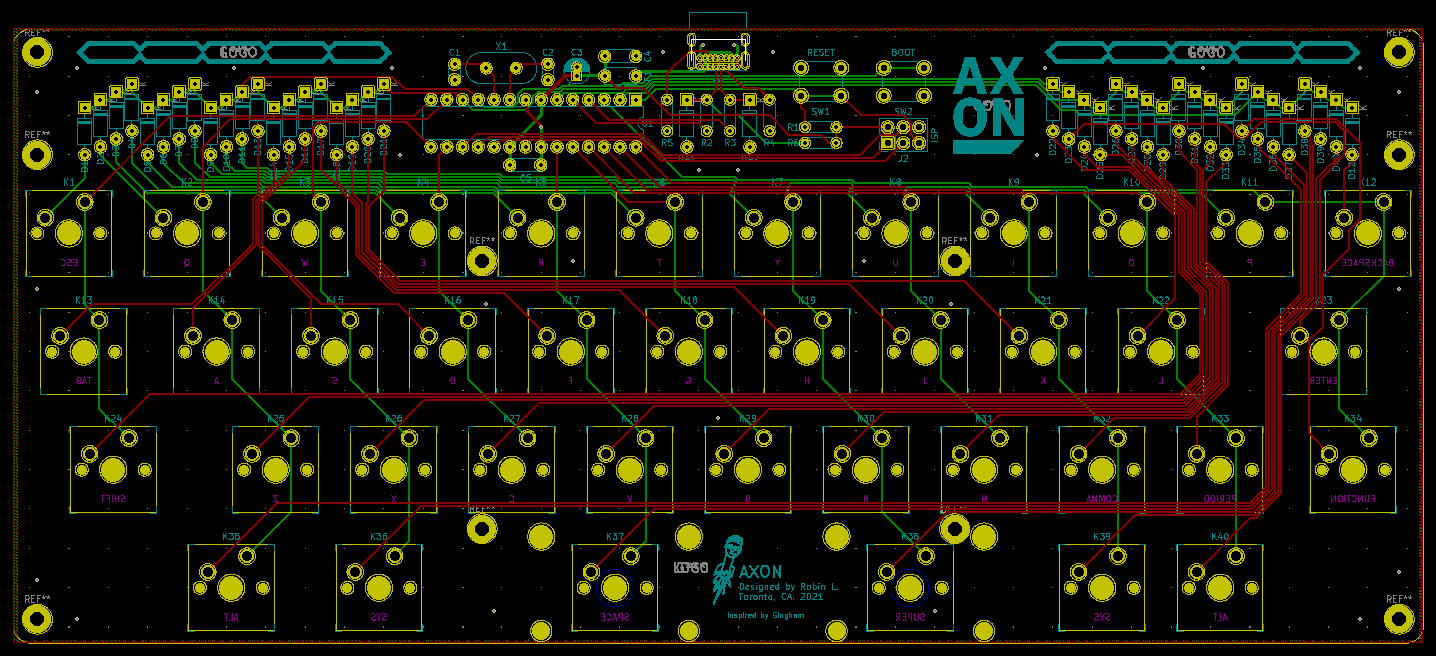 REF**
REF**
C1
X1
C2
C3
C4
RESET
BOOT
AX
ON
SW1
SW2
R1
R6
R5
R2
R3
R4
ISP
J2
REF**
REF**
K1
K2
K3
K4
K5
K6
K7
K8
K9
K10
K11
K12
REF**
REF**
ESC
Q
W
E
R
T
Y
U
I
O
P
BACKSPACE
K13
K14
K15
K16
K17
K18
K19
K20
K21
K22
TAB
A
S
D
F
G
H
J
K
L
ENTER
K24
K25
K26
K27
K28
K29
K30
K31
K32
K33
K34
SHIFT
Z
X
C
V
B
N
M
COMMA
PERIOD
FUNCTION
REF**
K35
K36
K37
K38
K39
K40
REF**
REF**
ALT
SYS
SPACE
SUPER
SYS
ALT
AXON
Designed by Robin L.
Toronto, CA. 2021
Inspired by Gingham